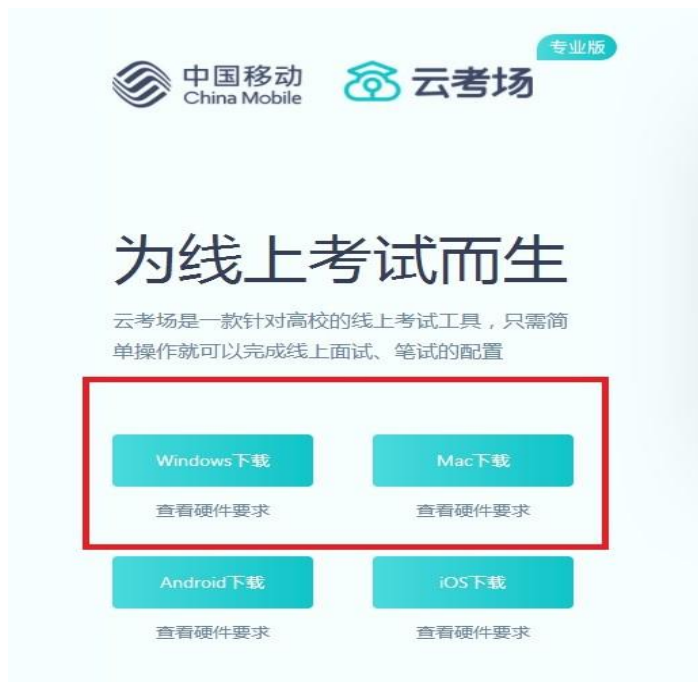 专业版
中国移动
China Mobile
云考场
为线上考试而生
云考场是一款针对高校的线上考试工具，只需简
单操作就可以完成线上面试、笔试的配置
Windows下载
Mac下载
查看硬件要求
查看硬件要求
Android下载
iOS下载
查看硬件要求
查看硬件要求